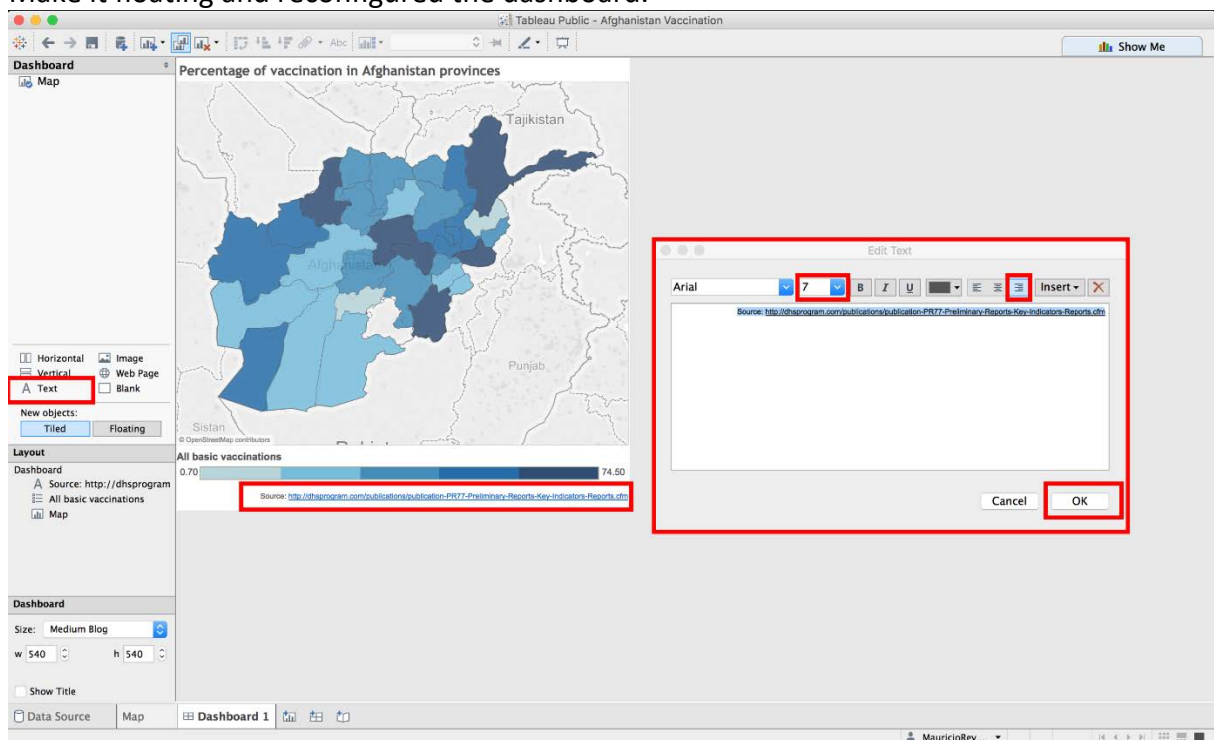 Make it floating and reconfigured the dashboard.
Tableau Public - Afghanistan Vaccination
Abc
Show Me
Dashboard
Map
Percentage of vaccination in Afghanistan provinces
Tajikistan
Afghanistan
Punjab
Sistan
© OpenStreetMap contributors
Horizontal Image
Vertical Web Page
A Text Blank
New objects:
Tiled Floating
Layout
Dashboard
A Source: http://dhsprogram
All basic vaccinations
Map
All basic vaccinations
0.70 74.50
Source: http://dhsprogram.com/publications/publication-PR77-Preliminary-Reports-Key-Indicators-Reports.cfm
Edit Text
Arial 7 B I U Insert
Source: http://dhsprogram.com/publications/publication-PR77-Preliminary-Reports-Key-Indicators-Reports.cfm
Cancel OK
Dashboard
Size: Medium Blog
w 540 h 540
Show Title
Data Source Map Dashboard 1
MauricioRey...